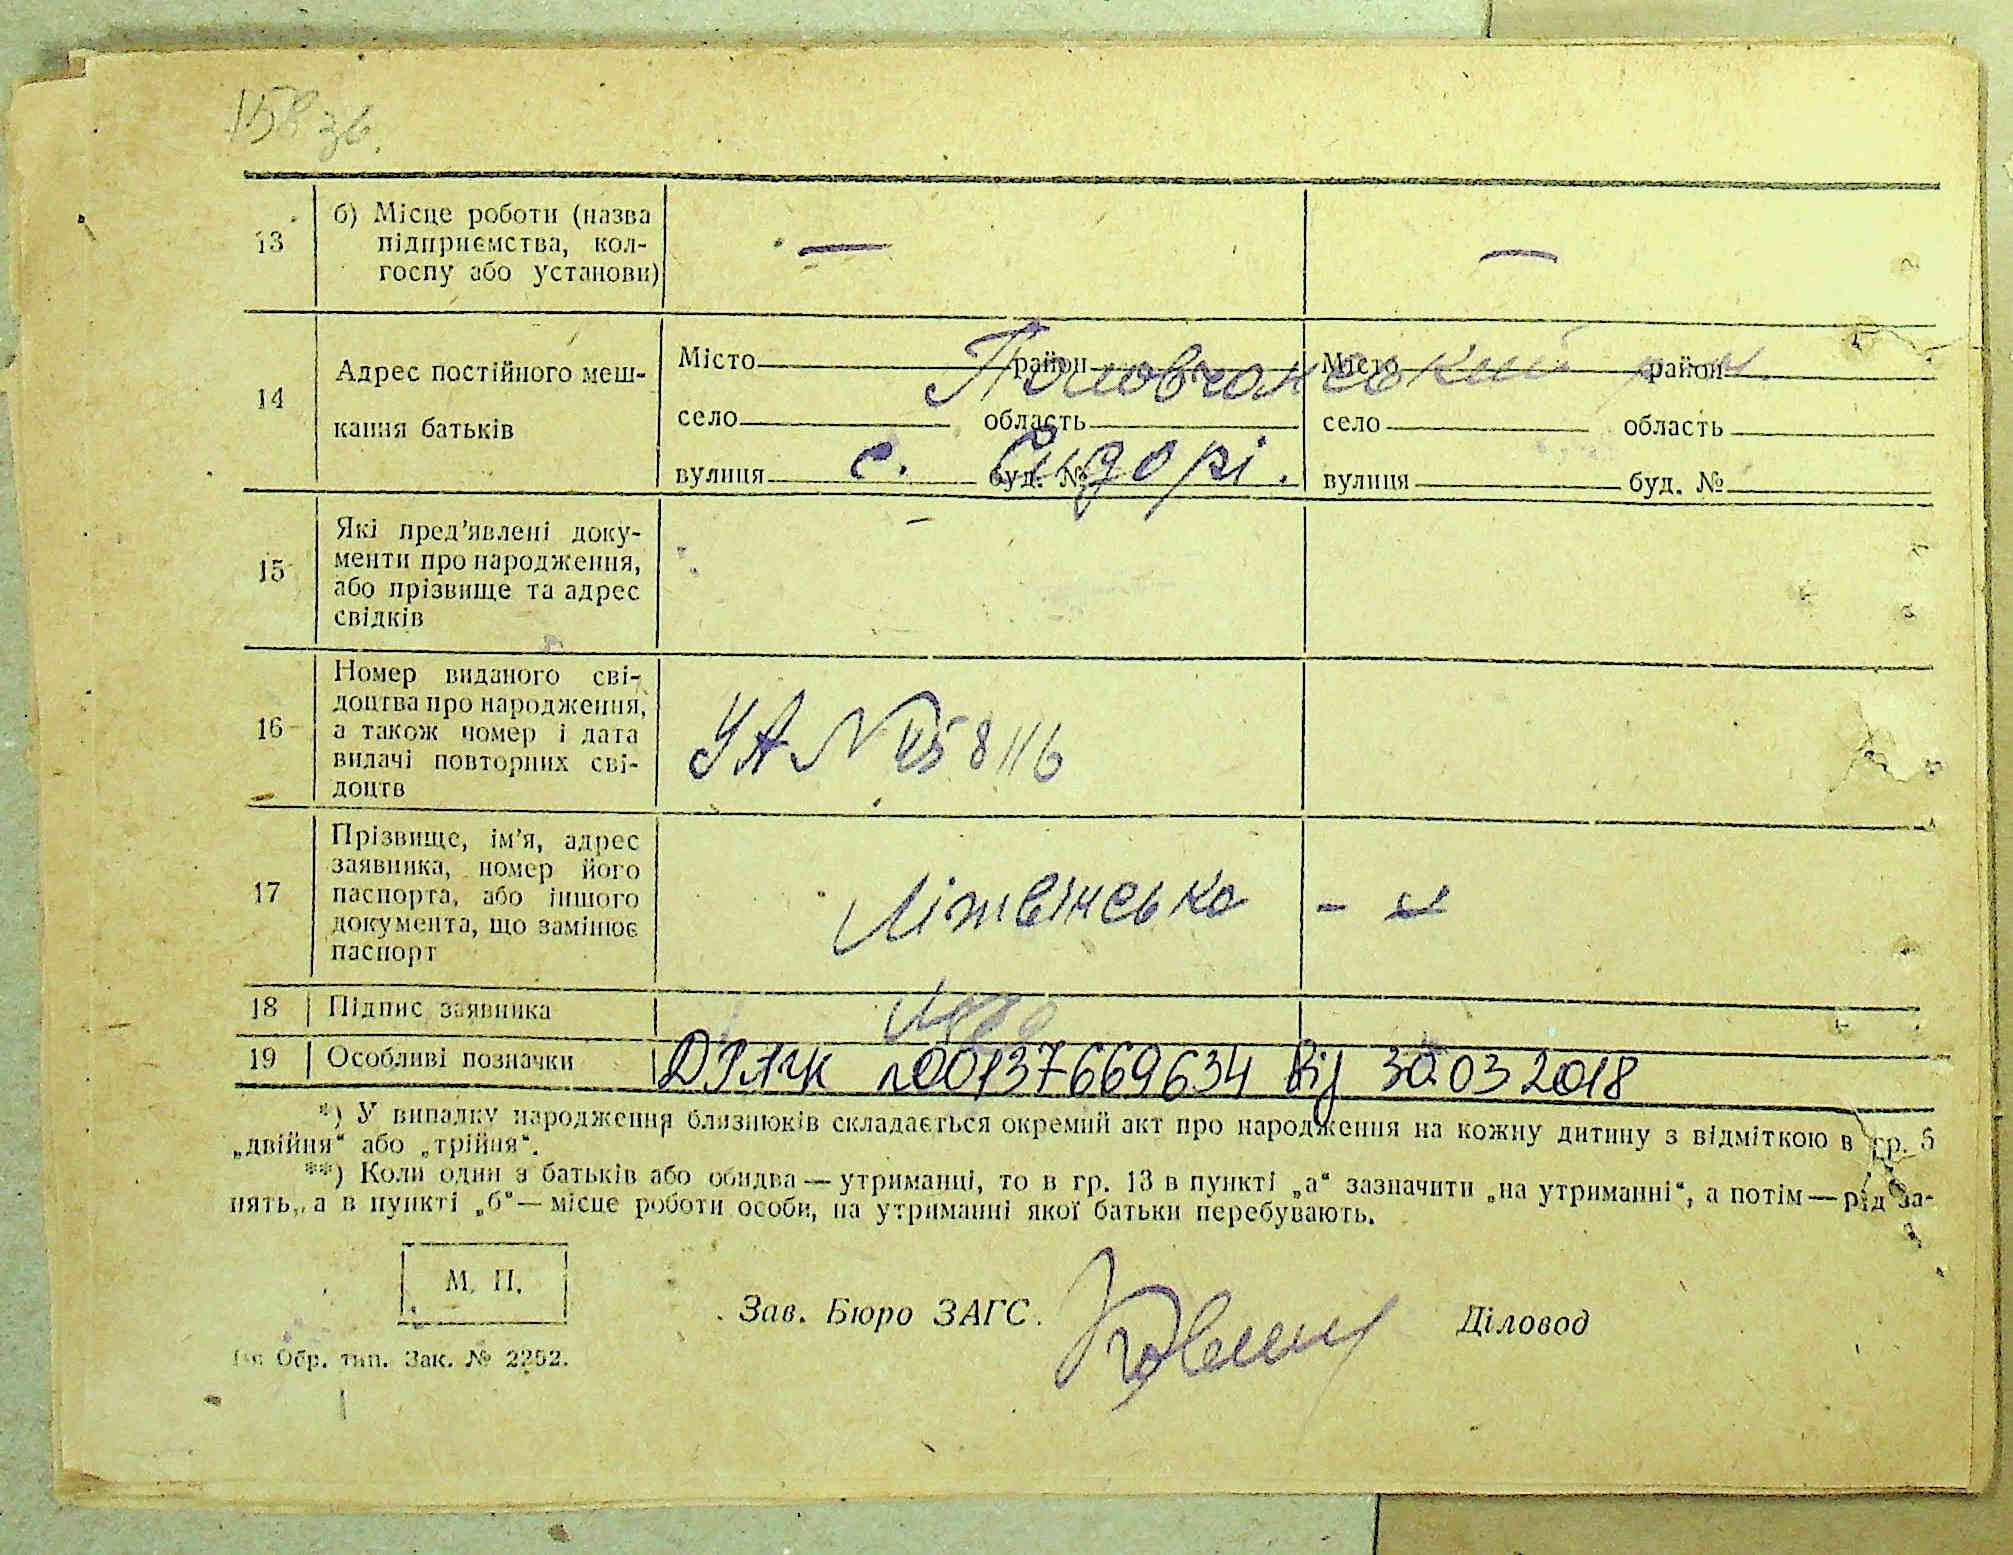 158 зв.
13
б) Місце роботи (назва
підприємства, кол-
госпу або установи)
—
—
14
Адрес постійного меш-
кання батьків
Місто район
село область
вулиця буд. №
Місто район
село область
вулиця буд. №
с. Сидорі.
15
Які пред'явлені доку-
менти про народження,
або прізвище та адрес
свідків
16
Номер виданого сві-
доцтва про народження,
а також номер і дата
видачі повторних сві-
доцтв
УА №
17
Прізвище, ім'я, адрес
заявника, номер його
паспорта, або іншого
документа, що замінює
паспорт
Літвінська
18
Підпис заявника
19
Особливі позначки
00137669634 від 30.03.2018
*) У випадку народження близнюків складається окремий акт про народження на кожну дитину з відміткою в гр. 5
„двійня“ або „трійня“.
**) Коли один з батьків або обидва — утриманці, то в гр. 13 в пункті „а“ зазначити „на утриманні“, а потім — рід за-
нять, а в пункті „б“ — місце роботи особи, на утриманні якої батьки перебувають.
М. П.
Зав. Бюро ЗАГС.
Діловод
Обр. тип. Зак. № 2292.